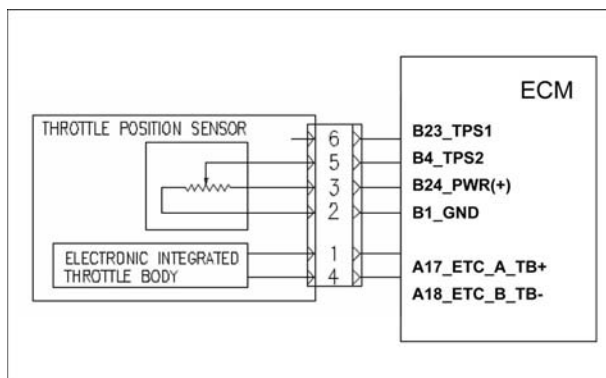 ECM
THROTTLE POSITION SENSOR
6
B23_TPS1
5
B4_TPS2
3
B24_PWR(+)
2
B1_GND
ELECTRONIC INTEGRATED
THROTTLE BODY
1
A17_ETC_A_TB+
4
A18_ETC_B_TB-